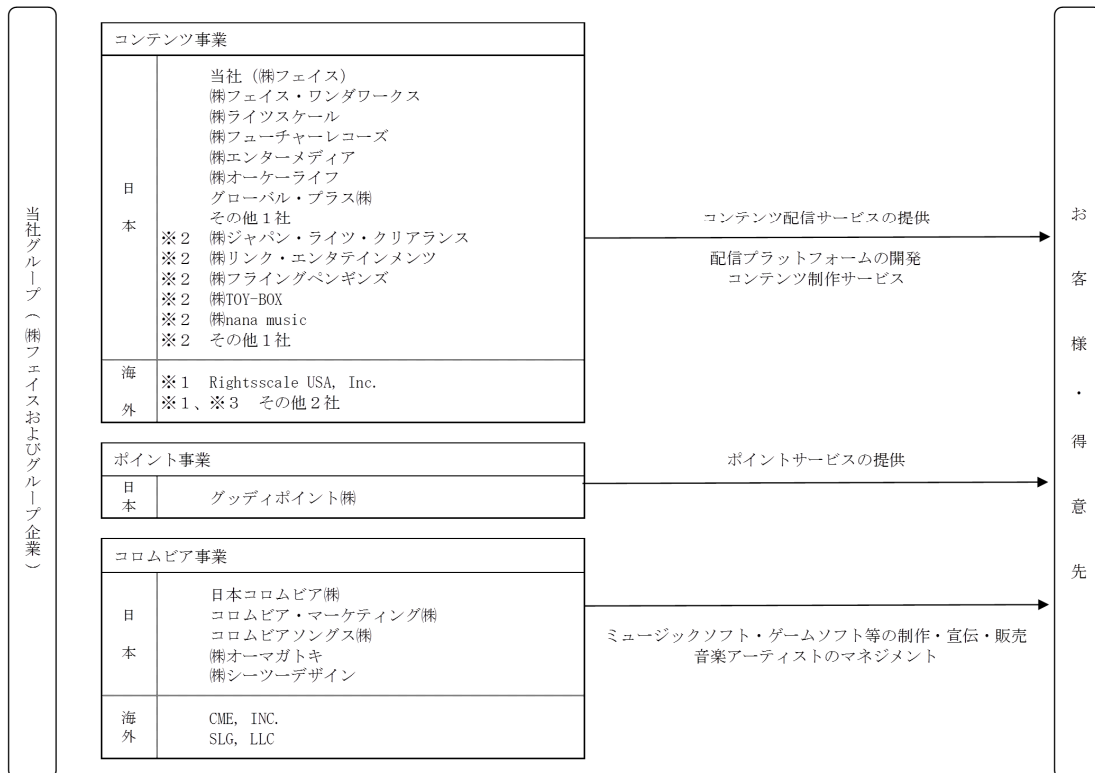 当社グループ（㈱フェイスおよびグループ企業）
コンテンツ事業
日本
当社（㈱フェイス）
㈱フェイス・ワンダワークス
㈱ライツスケール
㈱フューチャーレコーズ
㈱エンターメディア
㈱オーケーライフ
グローバル・プラス㈱
その他１社
※２　㈱ジャパン・ライツ・クリアランス
※２　㈱リンク・エンタテインメンツ
※２　㈱フライングペンギンズ
※２　㈱TOY-BOX
※２　㈱nana music
※２　その他１社
海外
※１　Rightsscale USA, Inc.
※１、※３　その他２社
コンテンツ配信サービスの提供
配信プラットフォームの開発
コンテンツ制作サービス
ポイント事業
日本
グッディポイント㈱
ポイントサービスの提供
コロムビア事業
日本
日本コロムビア㈱
コロムビア・マーケティング㈱
コロムビアソングス㈱
㈱オーマガトキ
㈱シーツーデザイン
海外
CME, INC.
SLG, LLC
ミュージックソフト・ゲームソフト等の制作・宣伝・販売
音楽アーティストのマネジメント
お客様・得意先